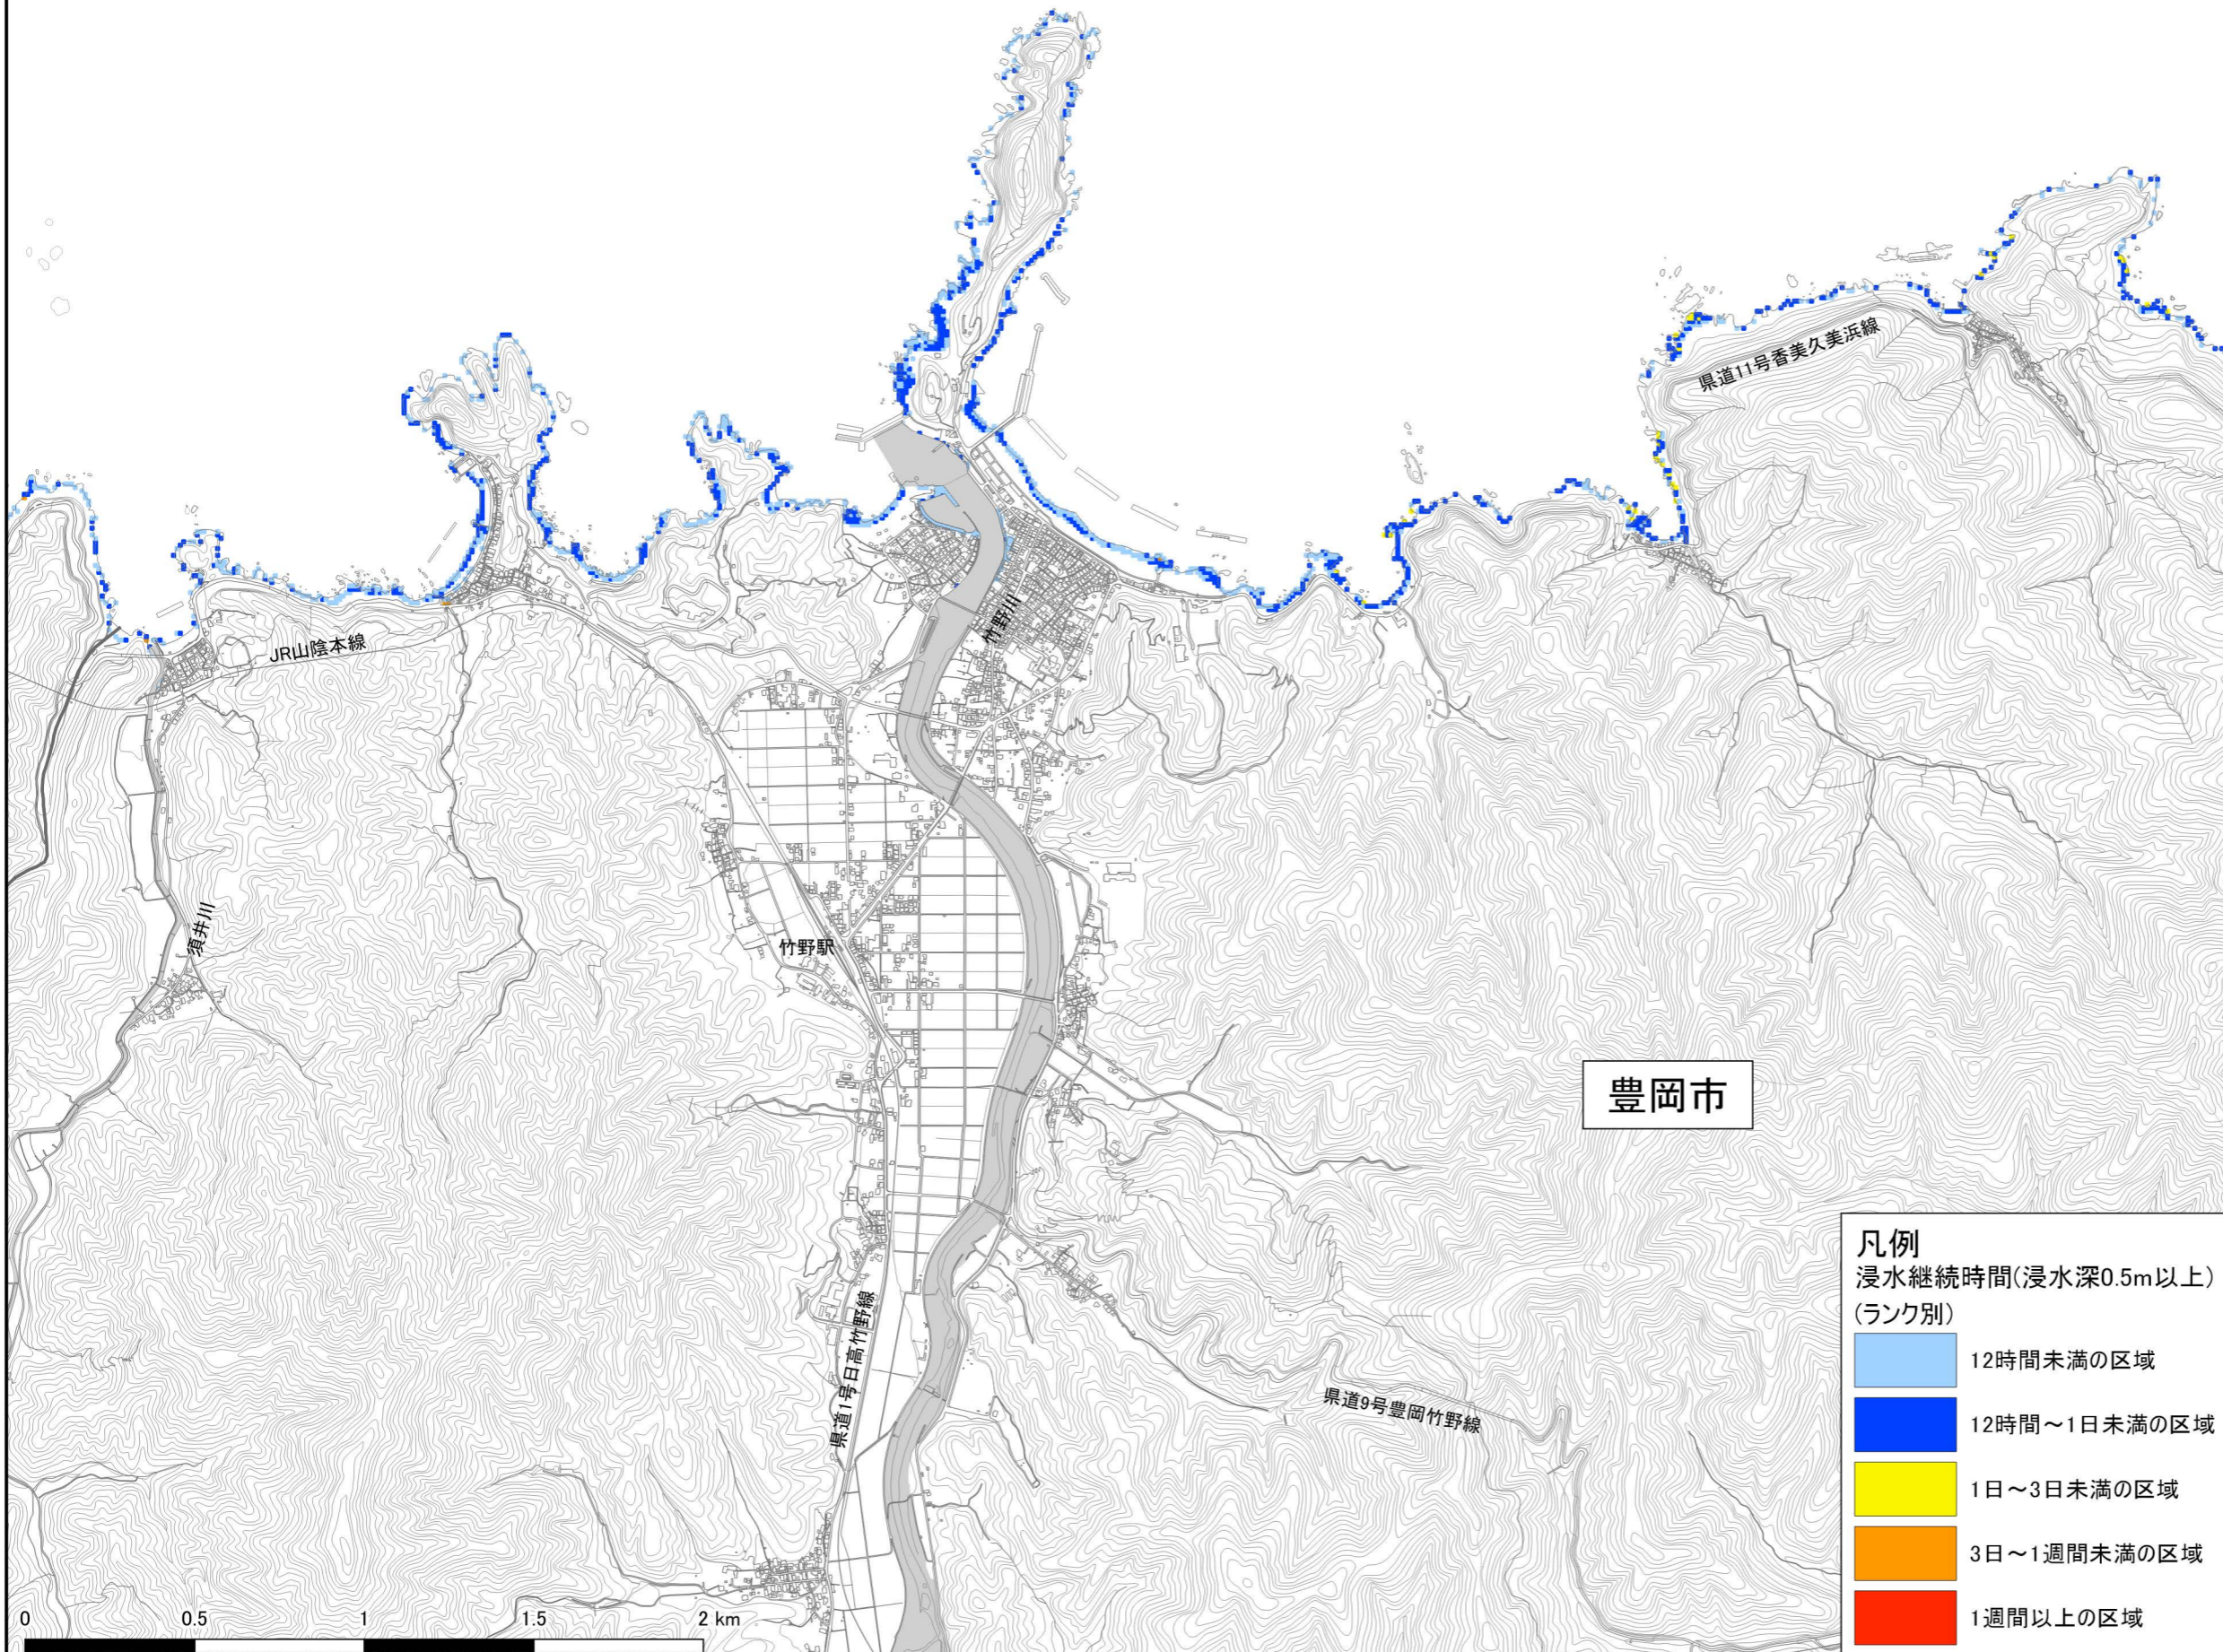 県道11号香美久美浜線
JR山陰本線
竹野川
須井川
竹野駅
豊岡市
県道1号日高竹野線
県道9号豊岡竹野線
凡例
浸水継続時間(浸水深0.5m以上)
(ランク別)
12時間未満の区域
12時間～1日未満の区域
1日～3日未満の区域
3日～1週間未満の区域
1週間以上の区域
0 0.5 1 1.5 2 km